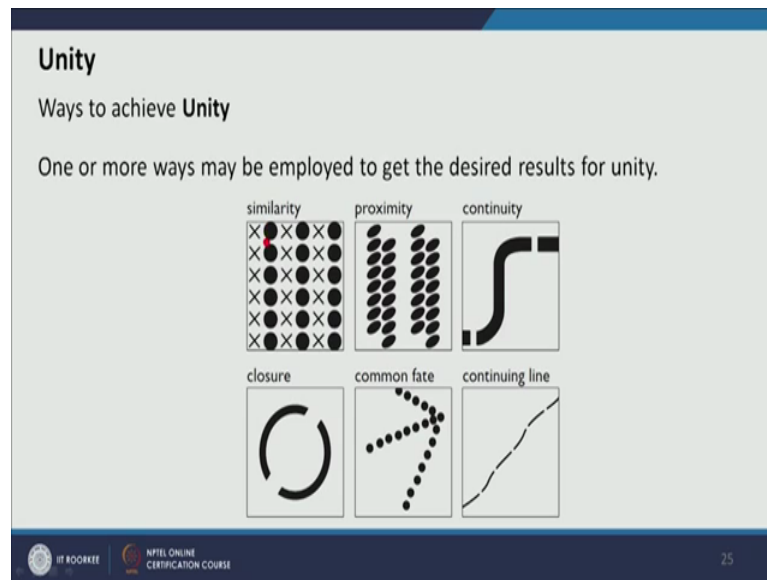 Unity
Ways to achieve Unity
One or more ways may be employed to get the desired results for unity.
similarity proximity continuity
closure common fate continuing line
IIT ROORKEE
NPTEL ONLINE
CERTIFICATION COURSE
25